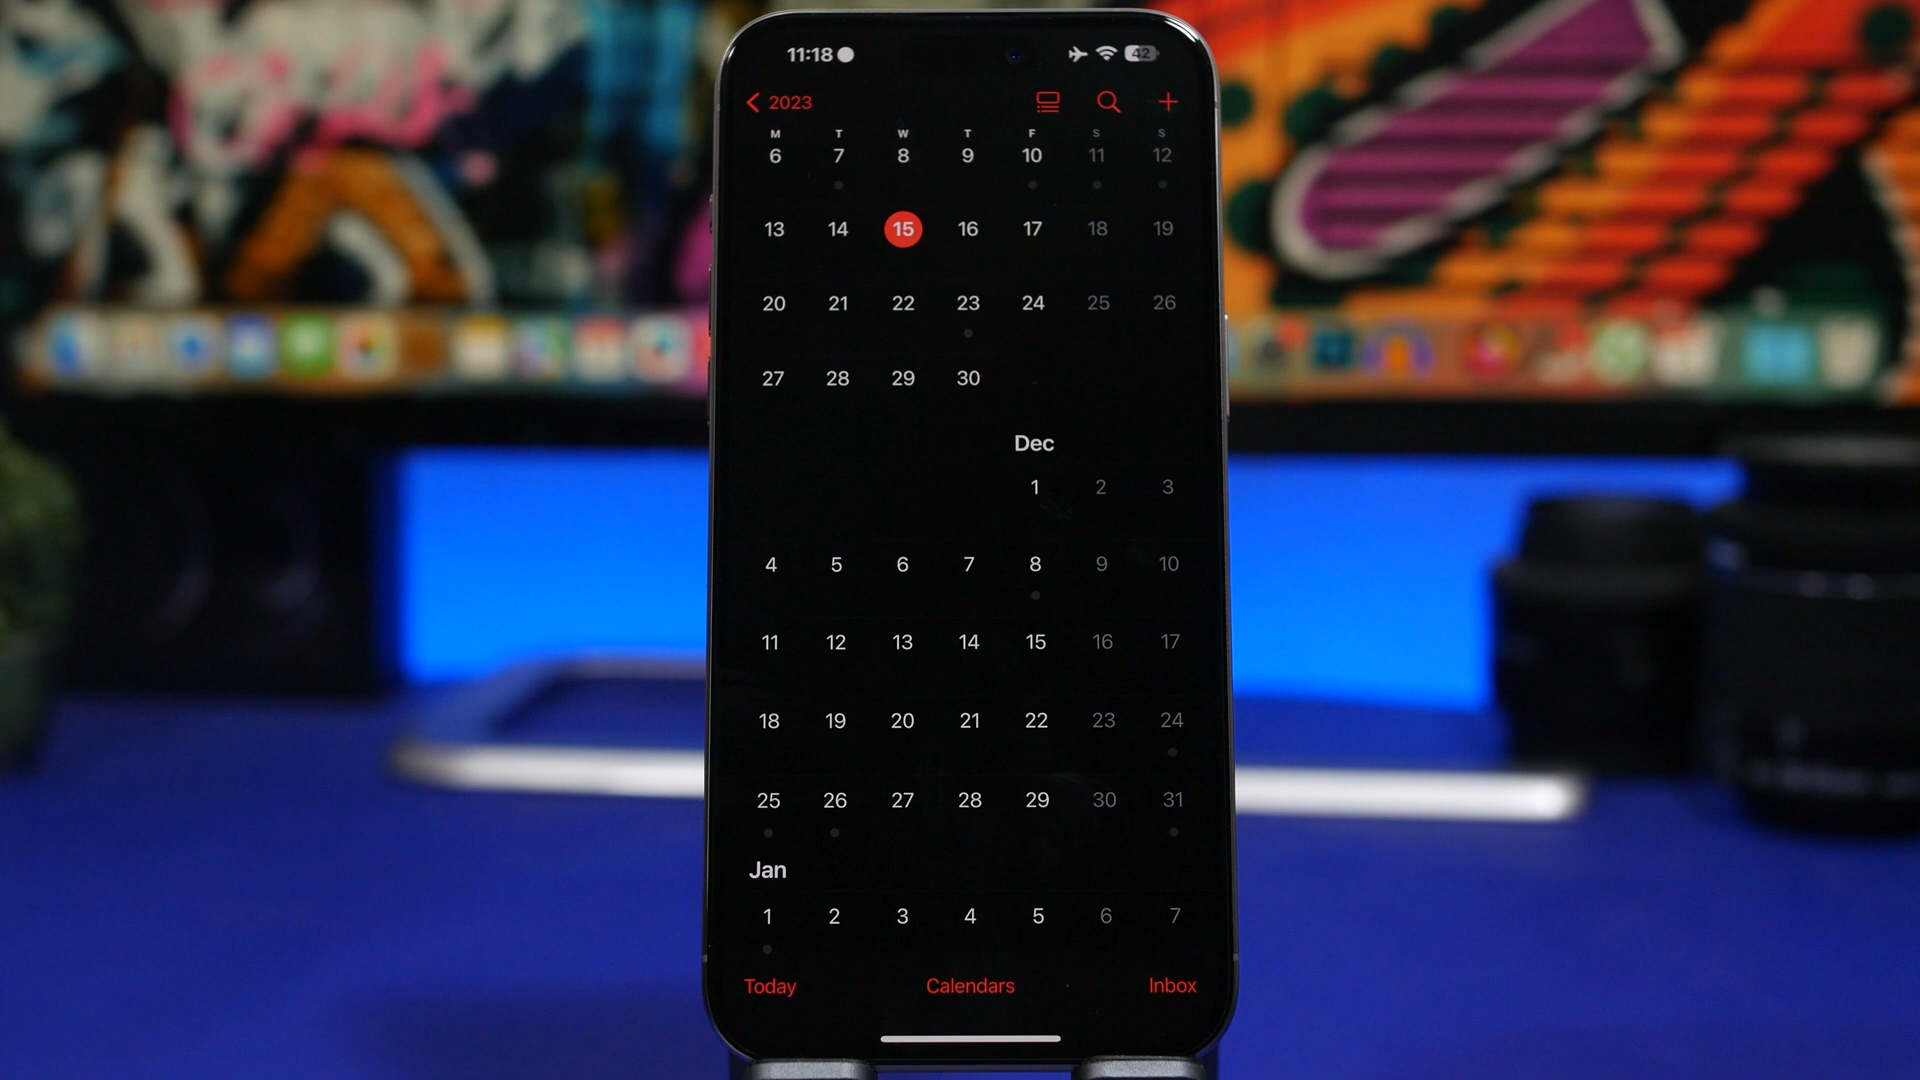 11:18 42
2023
M T W T F S S
6 7 8 9 10 11 12
13 14 15 16 17 18 19
20 21 22 23 24 25 26
27 28 29 30
Dec
1 2 3
4 5 6 7 8 9 10
11 12 13 14 15 16 17
18 19 20 21 22 23 24
25 26 27 28 29 30 31
Jan
1 2 3 4 5 6 7
Today Calendars Inbox